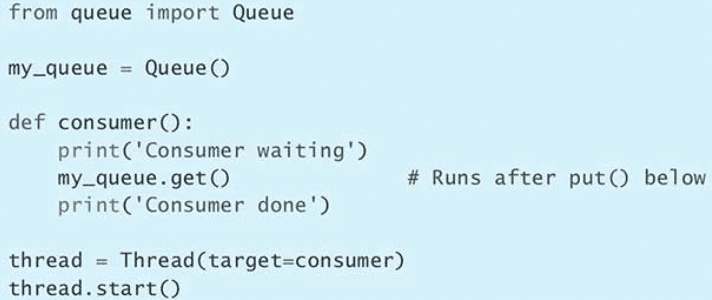 from queue import Queue
my_queue = Queue()
def consumer():
    print('Consumer waiting')
    my_queue.get()                # Runs after put() below
    print('Consumer done')
thread = Thread(target=consumer)
thread.start()